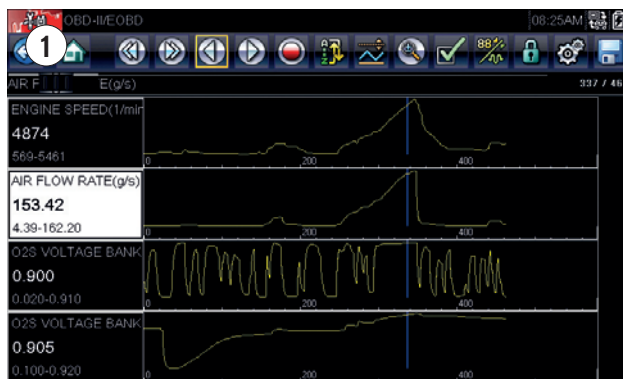 OBD-II/EOBD 08:25AM
1
88%
A
Z
AIR F E(g/s) 337 / 46
ENGINE SPEED(1/min
4874
569-5461
0 200 400
AIR FLOW RATE(g/s)
153.42
4.39-162.20
0 200 400
O2S VOLTAGE BANK
0.900
0.020-0.910
0 200 400
O2S VOLTAGE BANK
0.905
0.100-0.920
0 200 400